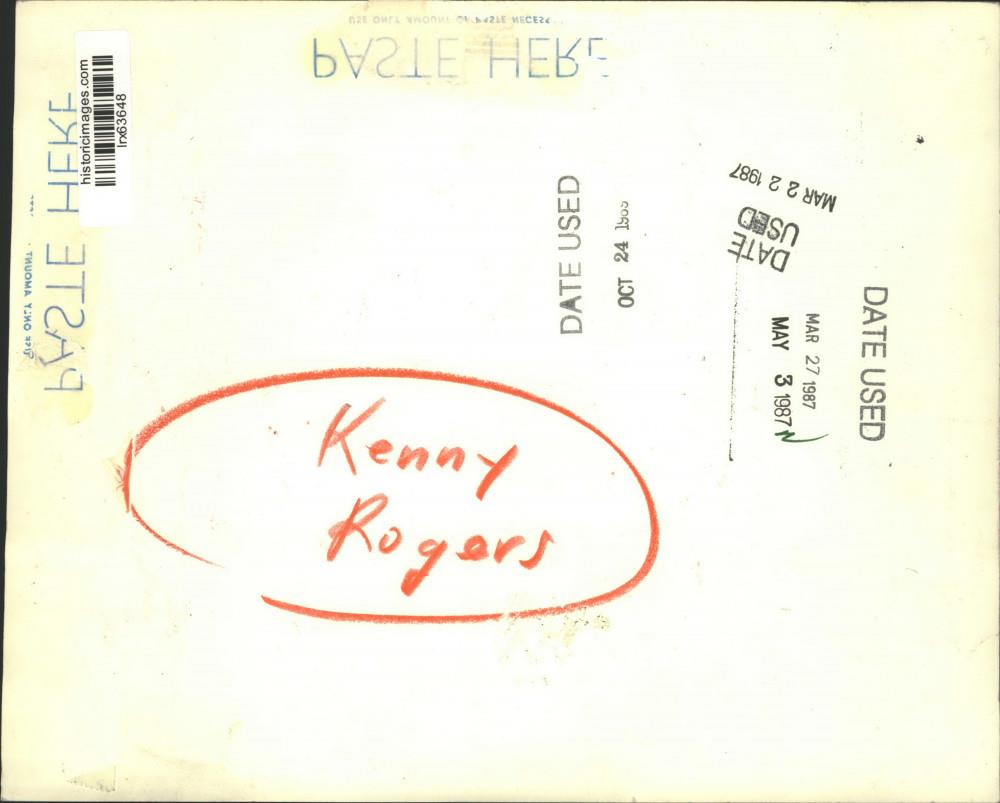 USE ONLY AMOUNT OF PASTE NECESS
PASTE HERE
historicimages.com
lrx63648
PASTE HERE
USE ONLY AMOUNT
DATE USED
OCT 24
MAR 2 2 1987
DATE
USED
DATE USED
MAR 27 1987
MAY 3 1987
Kenny
Rogers